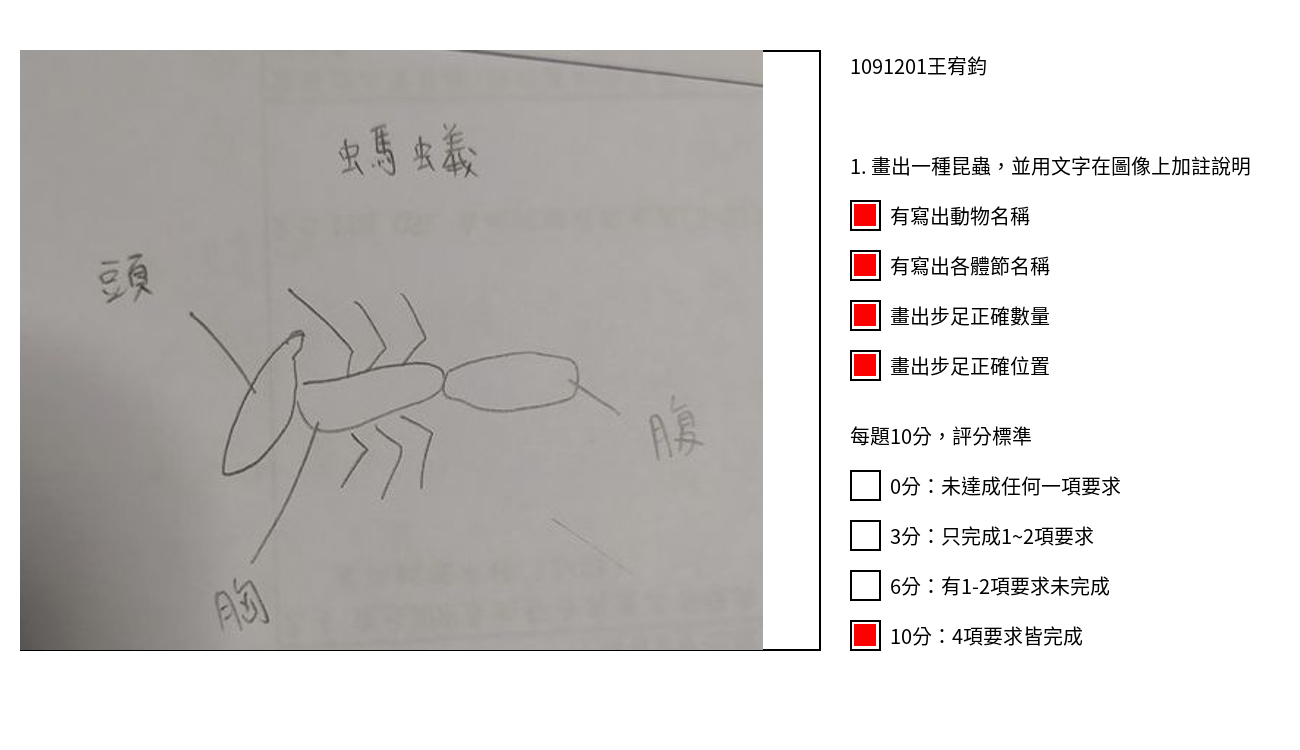 螞蟻
頭
腹
胸
1091201王宥鈞
1. 畫出一種昆蟲，並用文字在圖像上加註說明
有寫出動物名稱
有寫出各體節名稱
畫出步足正確數量
畫出步足正確位置
每題10分，評分標準
0分：未達成任何一項要求
3分：只完成1~2項要求
6分：有1-2項要求未完成
10分：4項要求皆完成